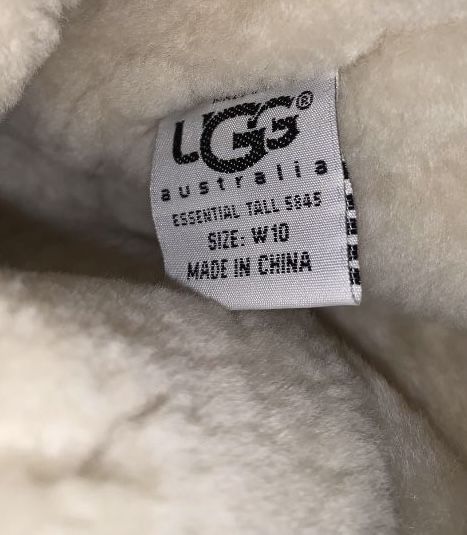 UGG®
australia
ESSENTIAL TALL 5845
SIZE: W10
MADE IN CHINA